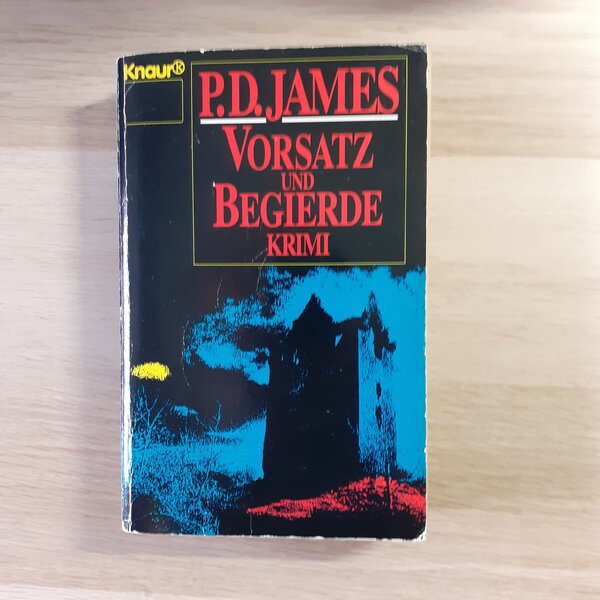 Knaur®
P.D. JAMES
VORSATZ
UND
BEGIERDE
KRIMI